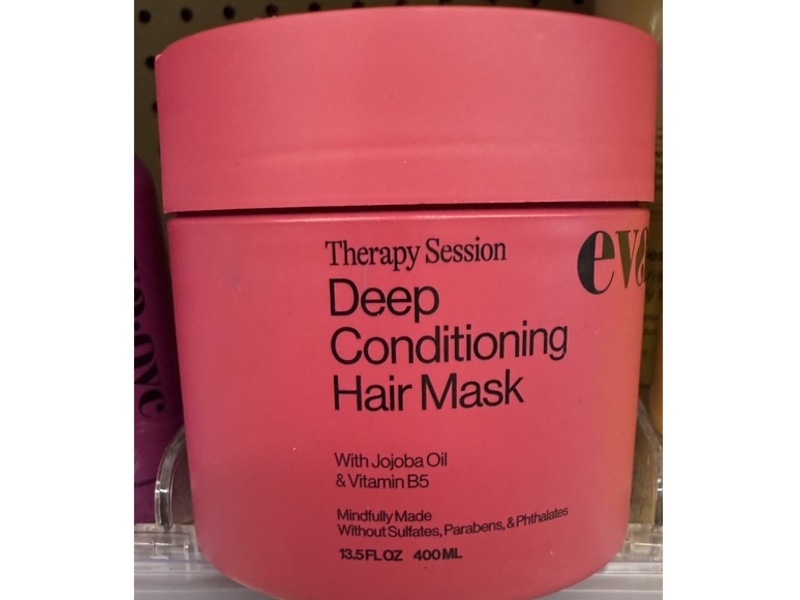 Therapy Session
eva
Deep
Conditioning
Hair Mask
With Jojoba Oil
& Vitamin B5
Mindfully Made
Without Sulfates, Parabens, & Phthalates
13.5 FL OZ 400 ML